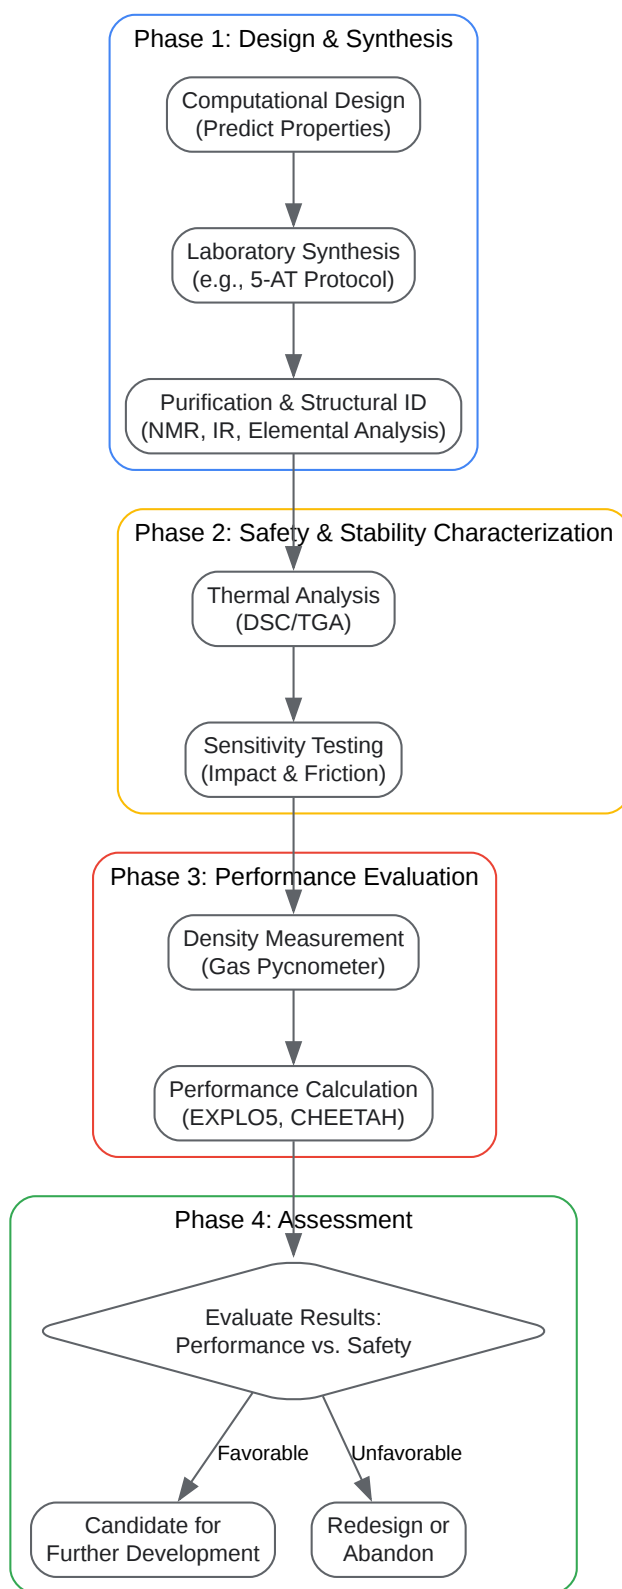 Phase 1: Design & Synthesis
Computational Design
(Predict Properties)
Laboratory Synthesis
(e.g., 5-AT Protocol)
Purification & Structural ID
(NMR, IR, Elemental Analysis)
Phase 2: Safety & Stability Characterization
Thermal Analysis
(DSC/TGA)
Sensitivity Testing
(Impact & Friction)
Phase 3: Performance Evaluation
Density Measurement
(Gas Pycnometer)
Performance Calculation
(EXPLO5, CHEETAH)
Phase 4: Assessment
Evaluate Results:
Performance vs. Safety
Favorable
Unfavorable
Candidate for
Further Development
Redesign or
Abandon